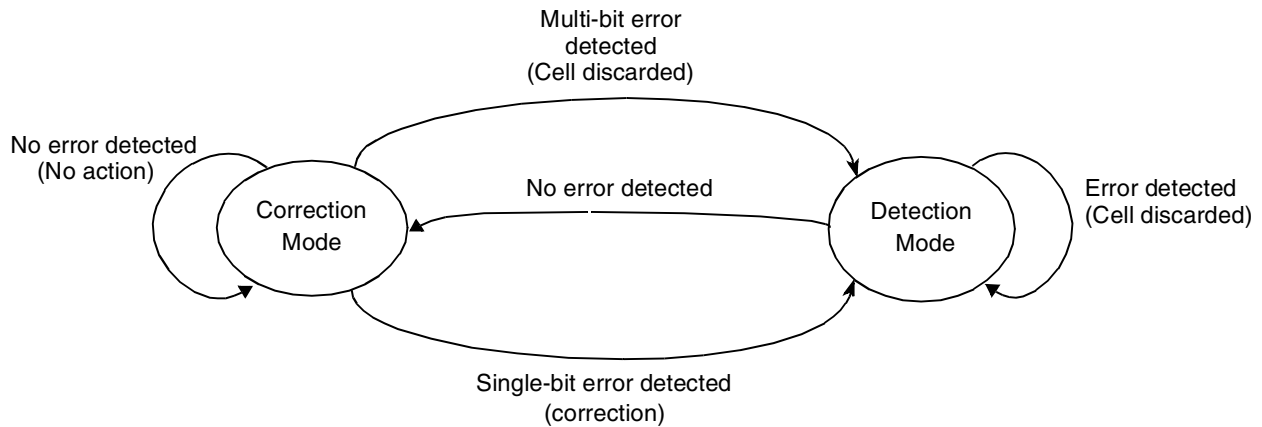 Multi-bit error
detected
(Cell discarded)
No error detected
(No action)
No error detected
Error detected
(Cell discarded)
Correction
Mode
Detection
Mode
Single-bit error detected
(correction)